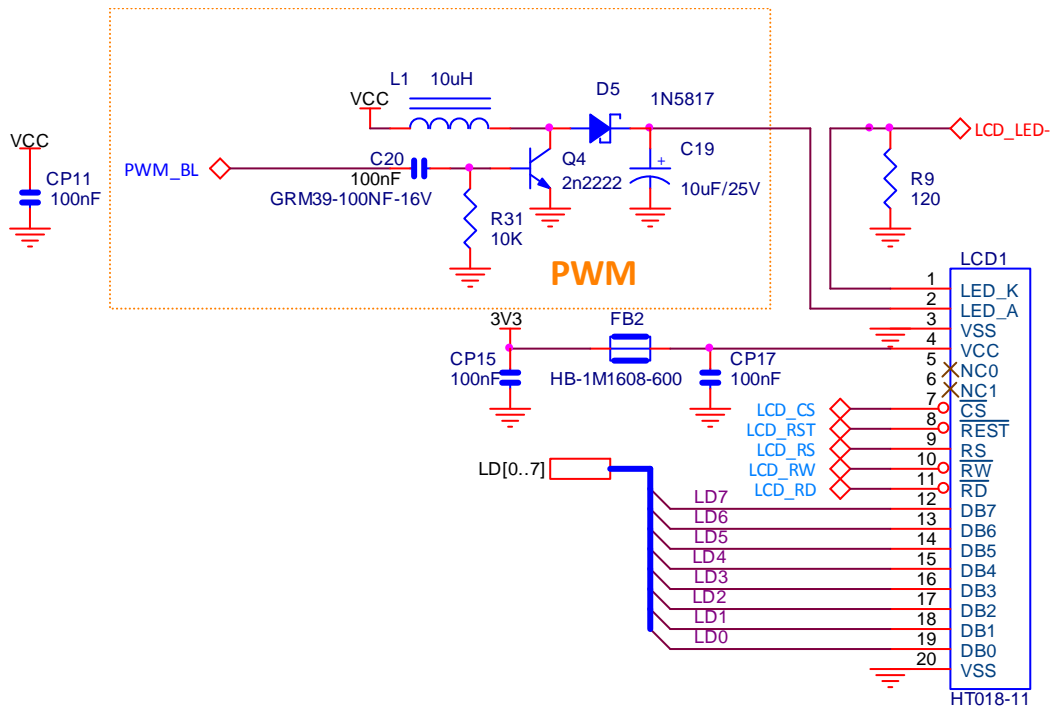 L1 10uH
D5
1N5817
VCC
VCC
LCD_LED-
PWM_BL
C20
100nF
GRM39-100NF-16V
Q4
2n2222
C19
10uF/25V
CP11
100nF
R9
120
R31
10K
PWM
LCD1
1 LED_K
2 LED_A
3 VSS
4 VCC
5 NC0
6 NC1
7 CS
8 REST
9 RS
10 RW
11 RD
12 DB7
13 DB6
14 DB5
15 DB4
16 DB3
17 DB2
18 DB1
19 DB0
20 VSS
HT018-11
3V3
FB2
CP15
100nF
HB-1M1608-600
CP17
100nF
LCD_CS
LCD_RST
LCD_RS
LCD_RW
LCD_RD
LD[0..7]
LD7
LD6
LD5
LD4
LD3
LD2
LD1
LD0